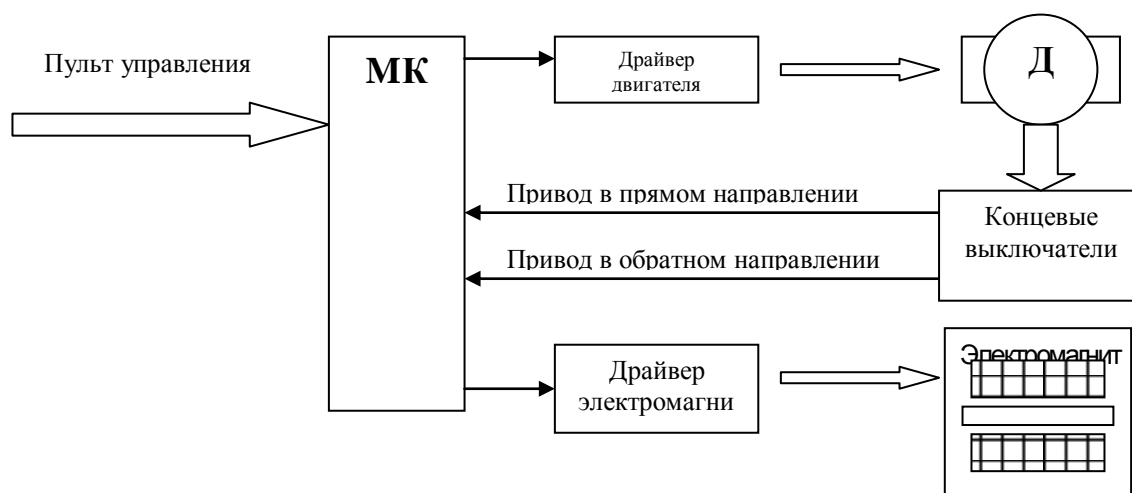 Пульт управления
МК
Драйвер
двигателя
Д
Привод в прямом направлении
Привод в обратном направлении
Концевые
выключатели
Драйвер
электромагни
Электромагнит